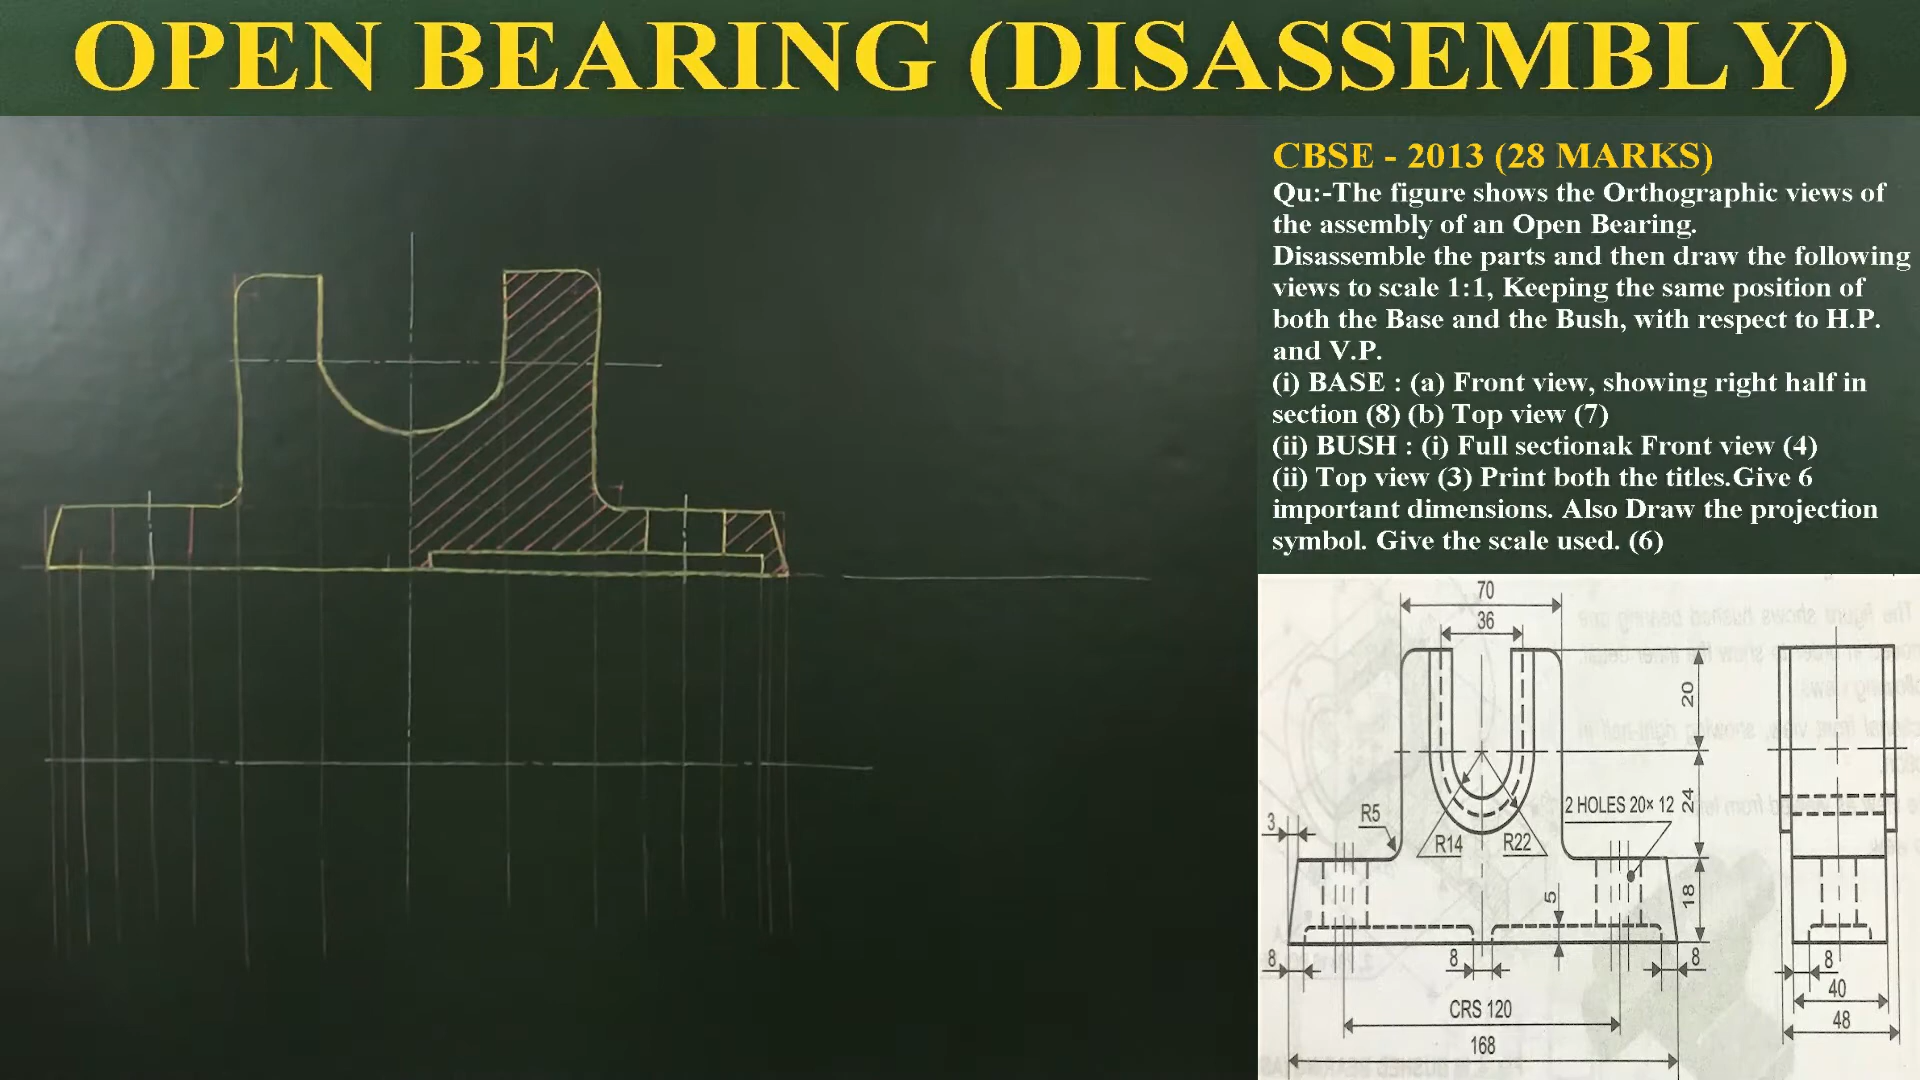 OPEN BEARING (DISASSEMBLY)
CBSE - 2013 (28 MARKS)
Qu:-The figure shows the Orthographic views of
the assembly of an Open Bearing.
Disassemble the parts and then draw the following
views to scale 1:1, Keeping the same position of
both the Base and the Bush, with respect to H.P.
and V.P.
(i) BASE : (a) Front view, showing right half in
section (8) (b) Top view (7)
(ii) BUSH : (i) Full sectionak Front view (4)
(ii) Top view (3) Print both the titles.Give 6
important dimensions. Also Draw the projection
symbol. Give the scale used. (6)
70
36
20
2 HOLES 20× 12
24
3
R5
R14
R22
5
18
8
8
8
8
CRS 120
40
168
48